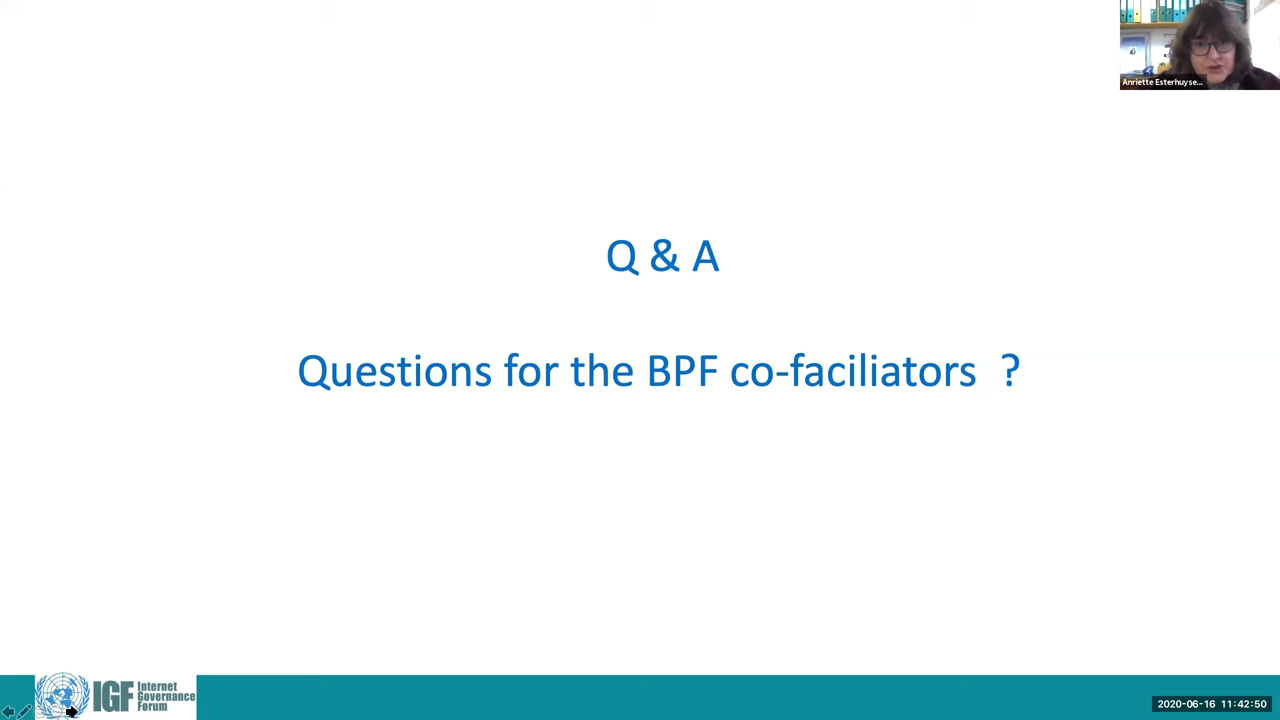 Anriette Esterhuyse...
Q & A
Questions for the BPF co-faciliators ?
IGF Internet
Governance
Forum
2020-06-16 11:42:50